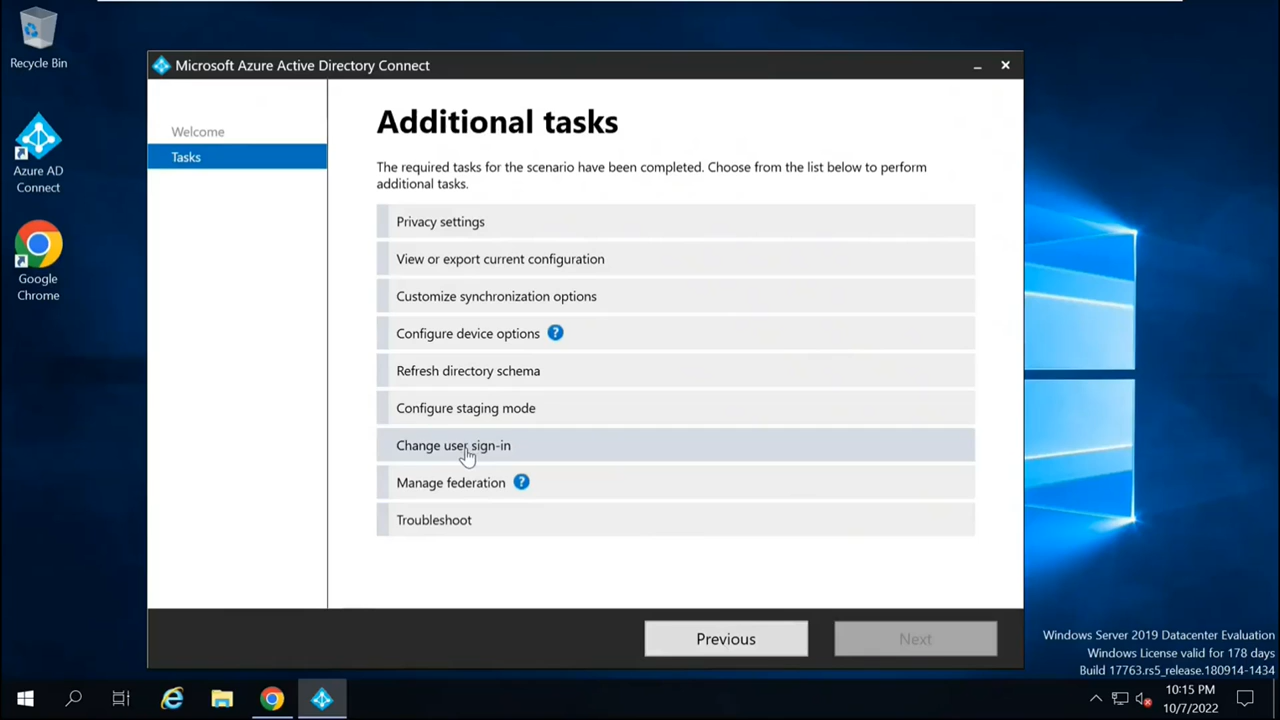 Recycle Bin
Azure AD
Connect
Google
Chrome
Microsoft Azure Active Directory Connect
Welcome
Tasks
Additional tasks
The required tasks for the scenario have been completed. Choose from the list below to perform
additional tasks.
Privacy settings
View or export current configuration
Customize synchronization options
Configure device options ?
Refresh directory schema
Configure staging mode
Change user sign-in
Manage federation ?
Troubleshoot
Previous
Next
Windows Server 2019 Datacenter Evaluation
Windows License valid for 178 days
Build 17763.rs5_release.180914-1434
10:15 PM
10/7/2022